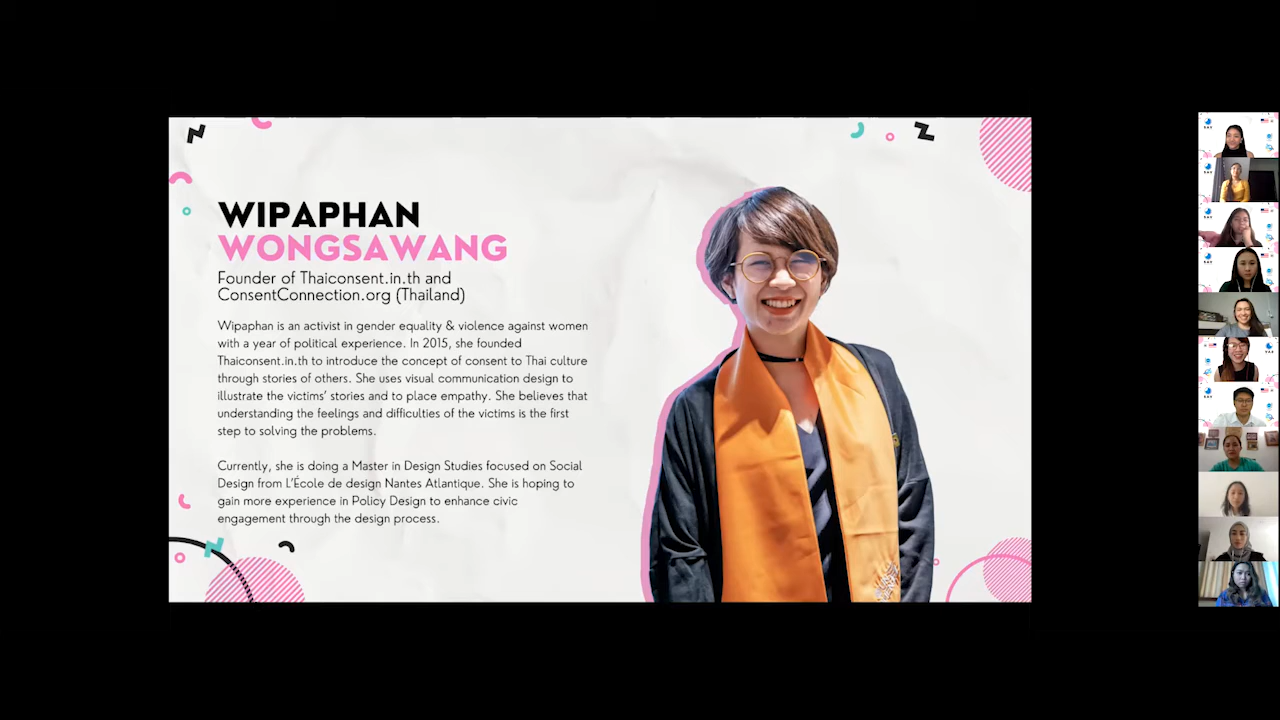 WIPAPHAN
WONGSAWANG
Founder of Thaiconsent.in.th and
ConsentConnection.org (Thailand)
Wipaphan is an activist in gender equality & violence against women
with a year of political experience. In 2015, she founded
Thaiconsent.in.th to introduce the concept of consent to Thai culture
through stories of others. She uses visual communication design to
illustrate the victims' stories and to place empathy. She believes that
understanding the feelings and difficulties of the victims is the first
step to solving the problems.
Currently, she is doing a Master in Design Studies focused on Social
Design from L'École de design Nantes Atlantique. She is hoping to
gain more experience in Policy Design to enhance civic
engagement through the design process.